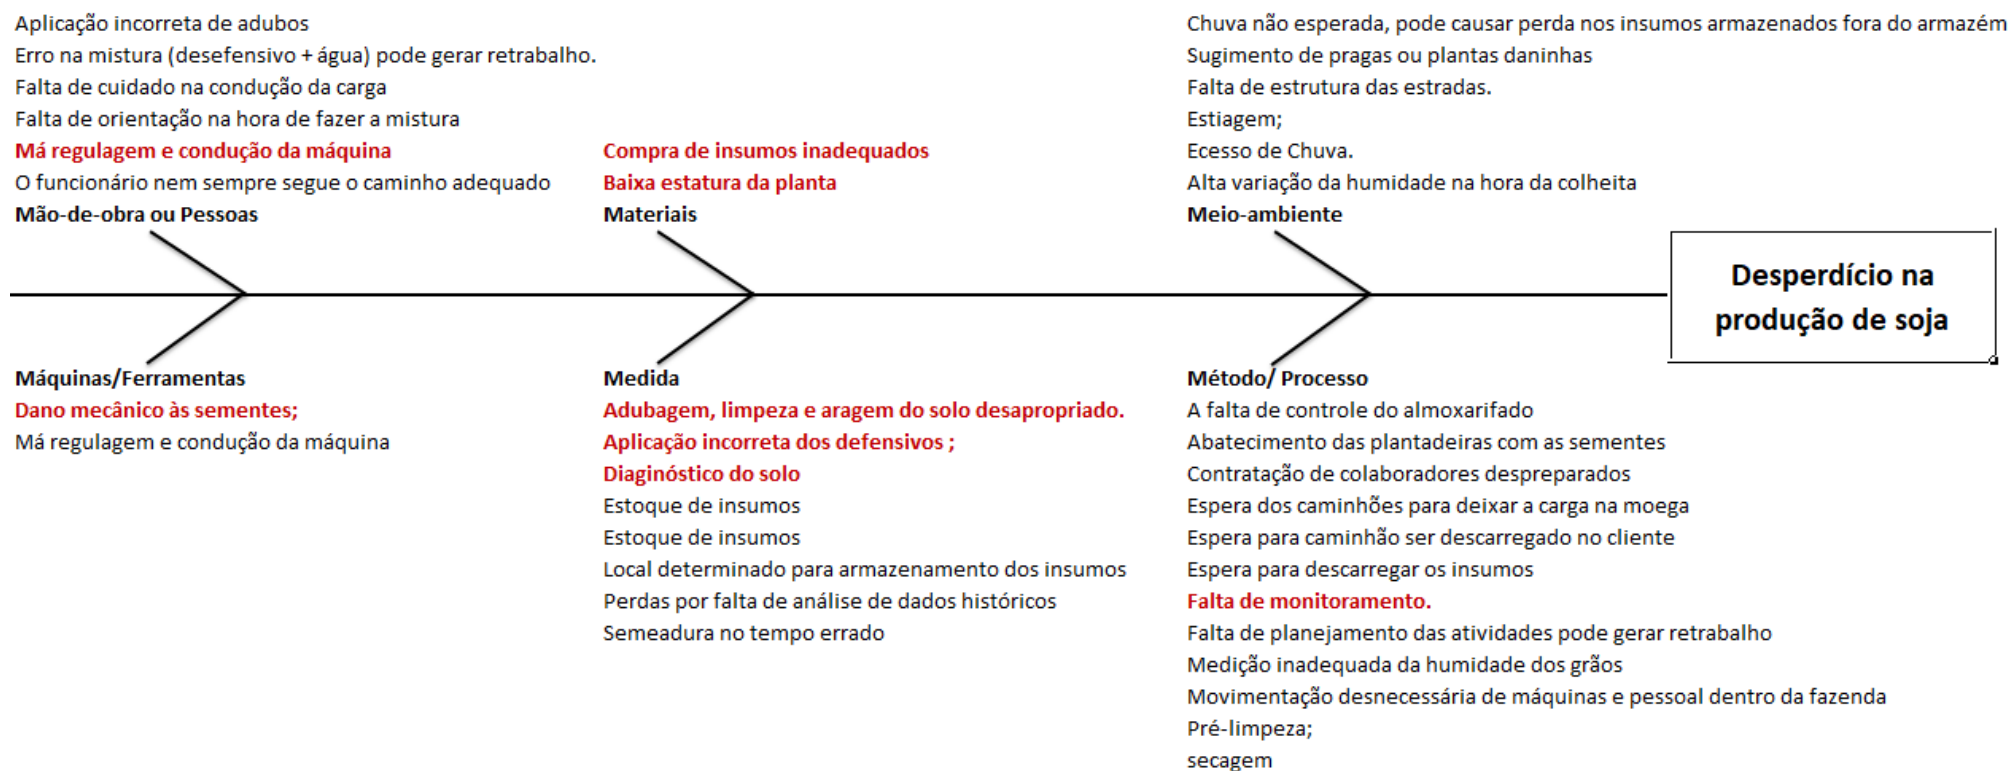 Aplicação incorreta de adubos
Erro na mistura (desefensivo + água) pode gerar retrabalho.
Falta de cuidado na condução da carga
Falta de orientação na hora de fazer a mistura
Má regulagem e condução da máquina
O funcionário nem sempre segue o caminho adequado
Mão-de-obra ou Pessoas
Compra de insumos inadequados
Baixa estatura da planta
Materiais
Chuva não esperada, pode causar perda nos insumos armazenados fora do armazém
Sugimento de pragas ou plantas daninhas
Falta de estrutura das estradas.
Estiagem;
Ecesso de Chuva.
Alta variação da humidade na hora da colheita
Meio-ambiente
Desperdício na
produção de soja
Máquinas/Ferramentas
Dano mecânico às sementes;
Má regulagem e condução da máquina
Medida
Adubagem, limpeza e aragem do solo desapropriado.
Aplicação incorreta dos defensivos ;
Diaginóstico do solo
Estoque de insumos
Estoque de insumos
Local determinado para armazenamento dos insumos
Perdas por falta de análise de dados históricos
Semeadura no tempo errado
Método/ Processo
A falta de controle do almoxarifado
Abatecimento das plantadeiras com as sementes
Contratação de colaboradores despreparados
Espera dos caminhões para deixar a carga na moega
Espera para caminhão ser descarregado no cliente
Espera para descarregar os insumos
Falta de monitoramento.
Falta de planejamento das atividades pode gerar retrabalho
Medição inadequada da humidade dos grãos
Movimentação desnecessária de máquinas e pessoal dentro da fazenda
Pré-limpeza;
secagem